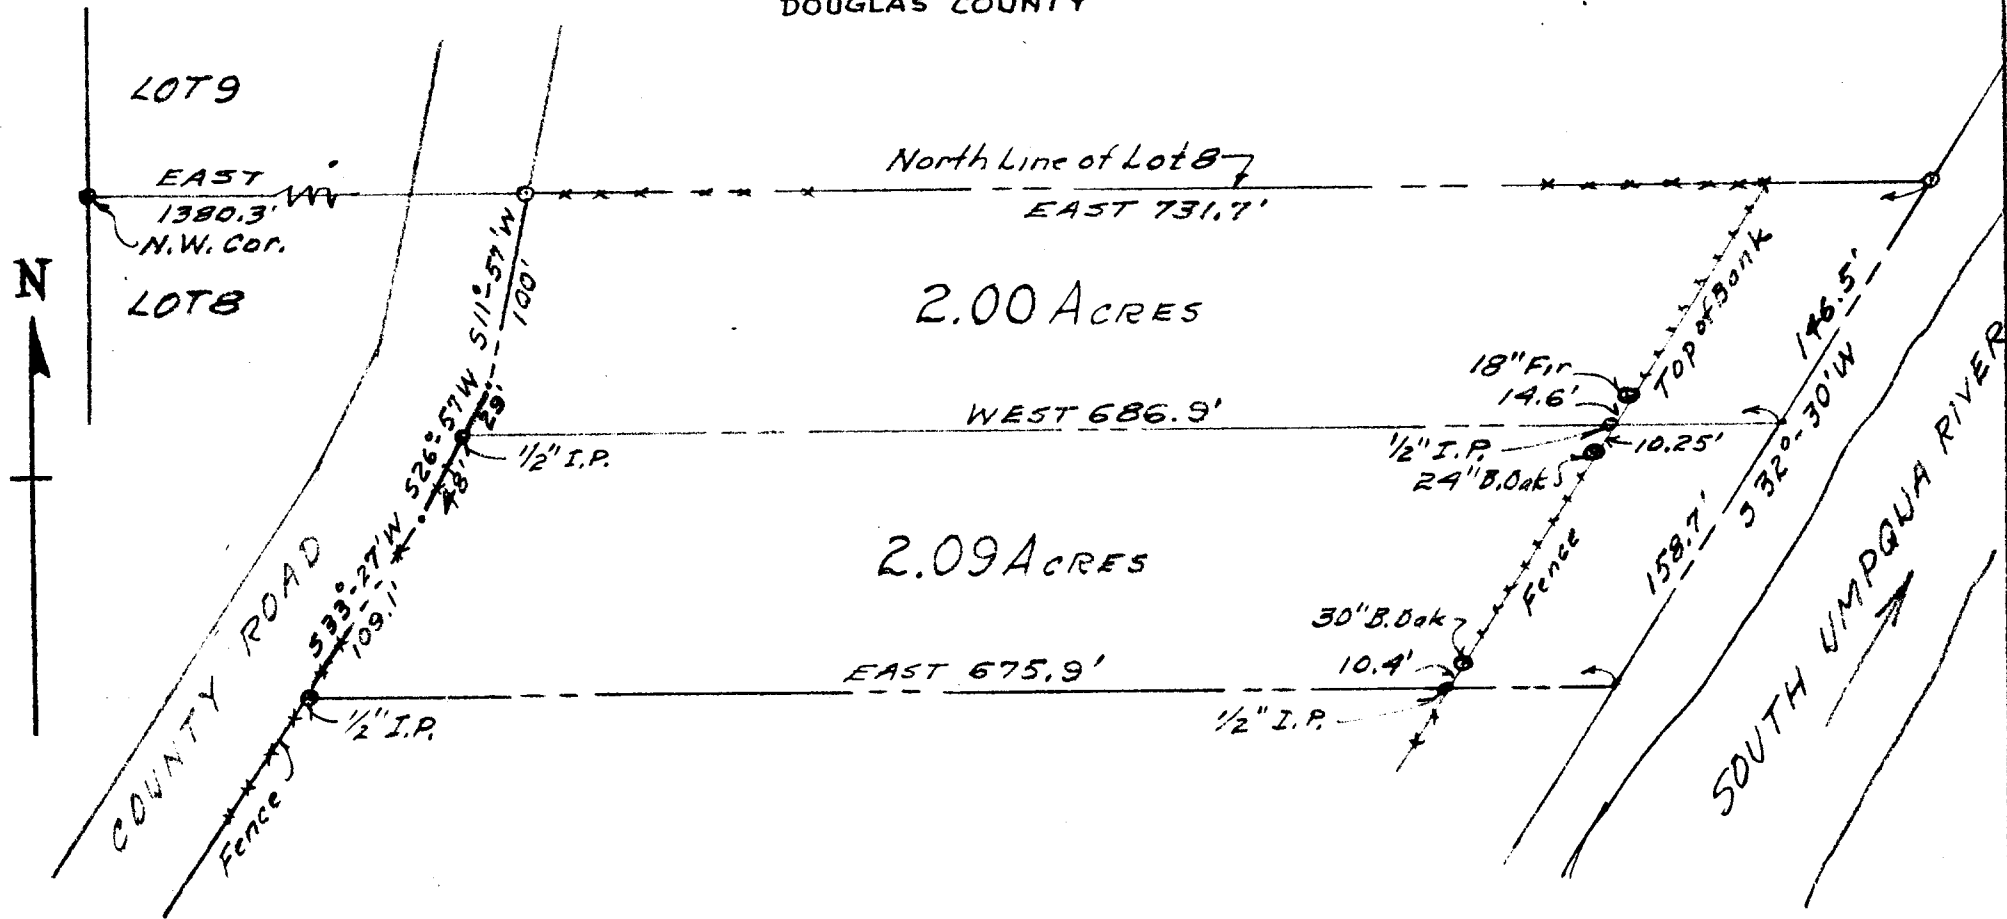 DOUGLAS COUNTY
LOT 9
EAST
1380.3'
N.W. Cor.
LOT 8
N
North Line of Lot 8
EAST 731.7'
S11°-57'W
100'
2.00 ACRES
TOP of Bank
146.5'
S 32°-30'W
158.7'
18" Fir
14.6'
1/2" I.P.
10.25'
24" B.Oak
WEST 686.9'
S26°-57'W
29'
48'
1/2" I.P.
2.09 ACRES
Fence
S33°-27'W
109.1'
30" B.Oak
10.4'
EAST 675.9'
1/2" I.P.
1/2" I.P.
COUNTY ROAD
Fence
SOUTH UMPQUA RIVER